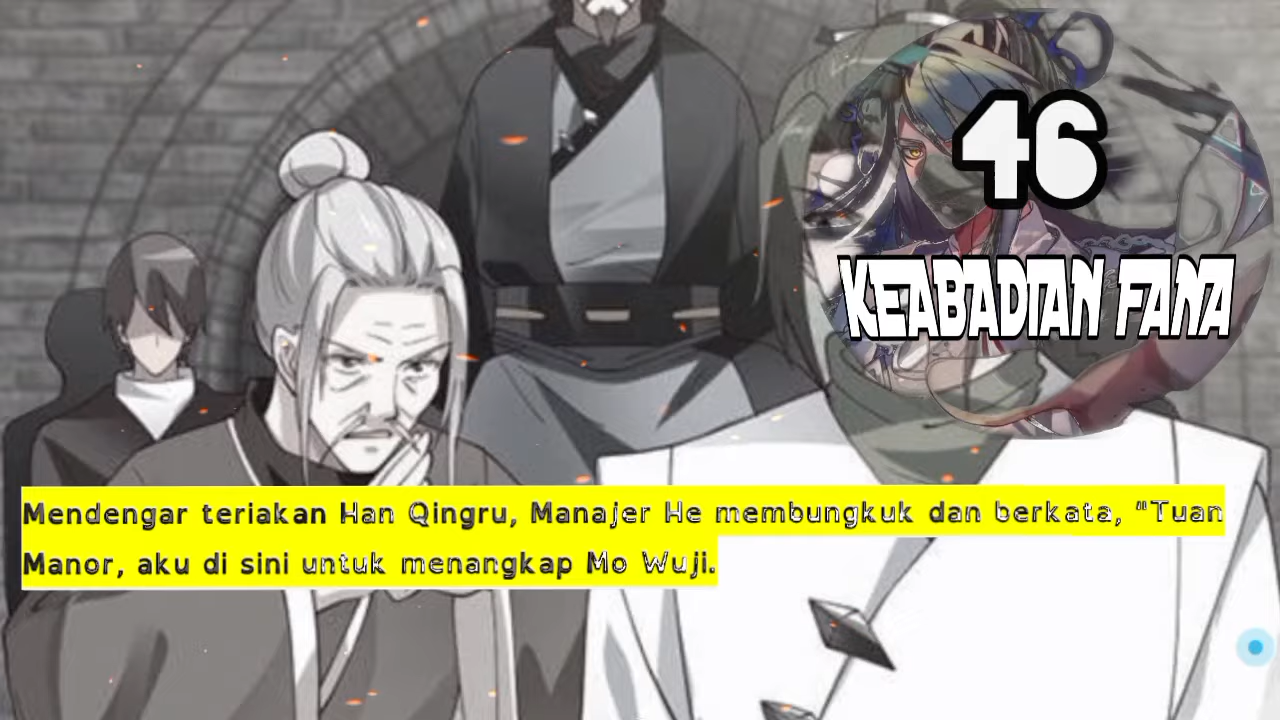 46
KEABADIAN FANA
Mendengar teriakan Han Qingru, Manajer He membungkuk dan berkata, "Tuan
Manor, aku di sini untuk menangkap Mo Wuji.